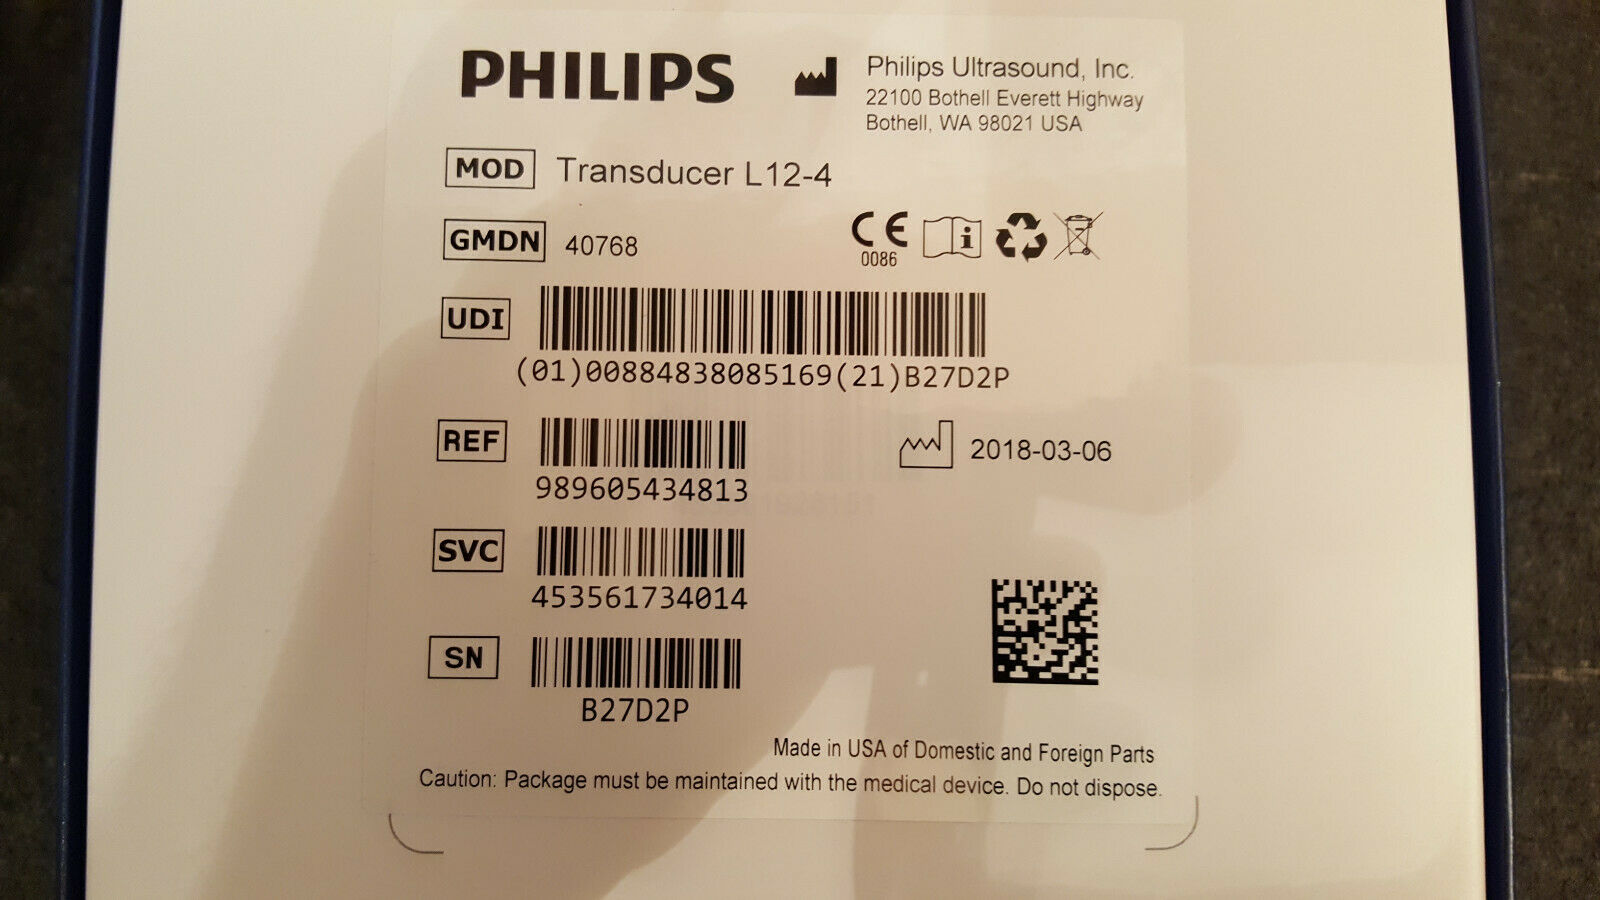 PHILIPS
Philips Ultrasound, Inc.
22100 Bothell Everett Highway
Bothell, WA 98021 USA
MOD Transducer L12-4
GMDN 40768
CE
0086
i
UDI
(01)00884838085169(21)B27D2P
REF
989605434813
2018-03-06
SVC
453561734014
SN
B27D2P
Made in USA of Domestic and Foreign Parts
Caution: Package must be maintained with the medical device. Do not dispose.